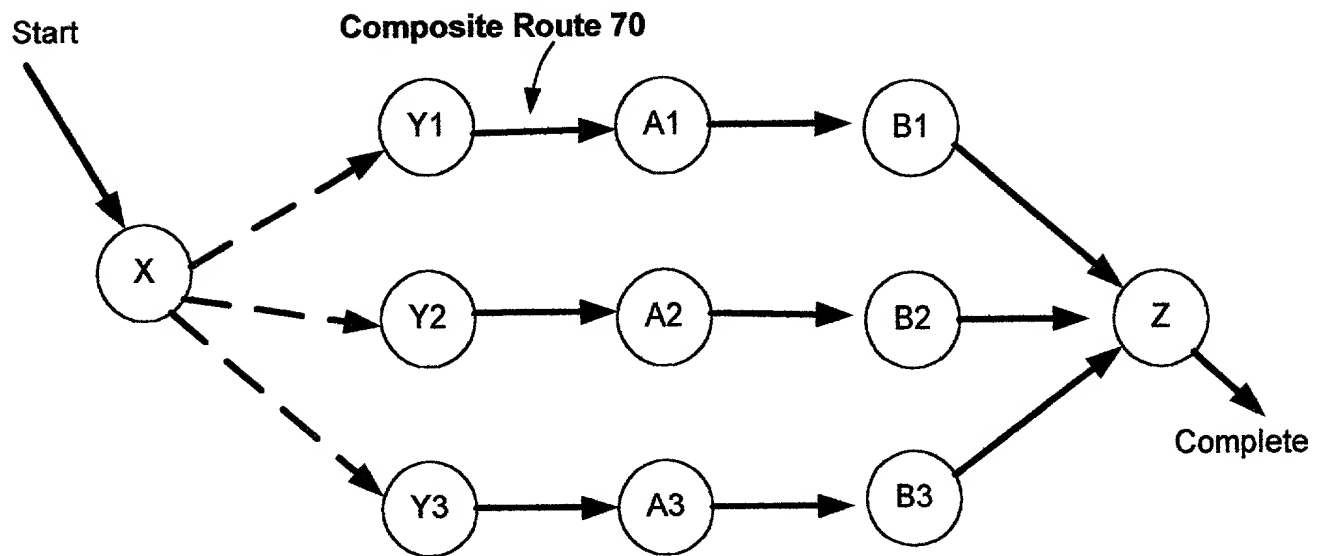 Start
Composite Route 70
Y1
A1
B1
X
Y2
A2
B2
Z
Complete
Y3
A3
B3